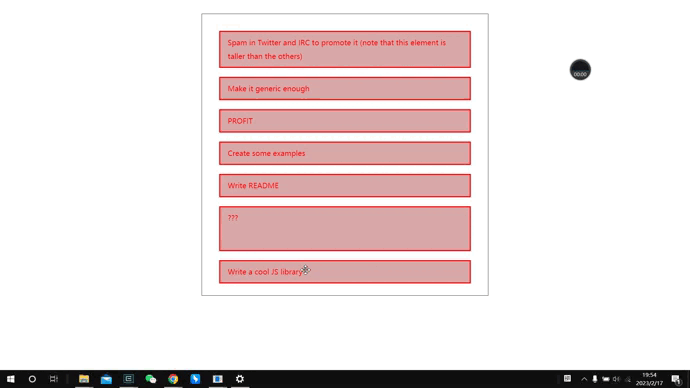 Spam in Twitter and IRC to promote it (note that this element is
taller than the others)
00:00
Make it generic enough
PROFIT
Create some examples
Write README
???
Write a cool JS library
19:54
2023/2/17